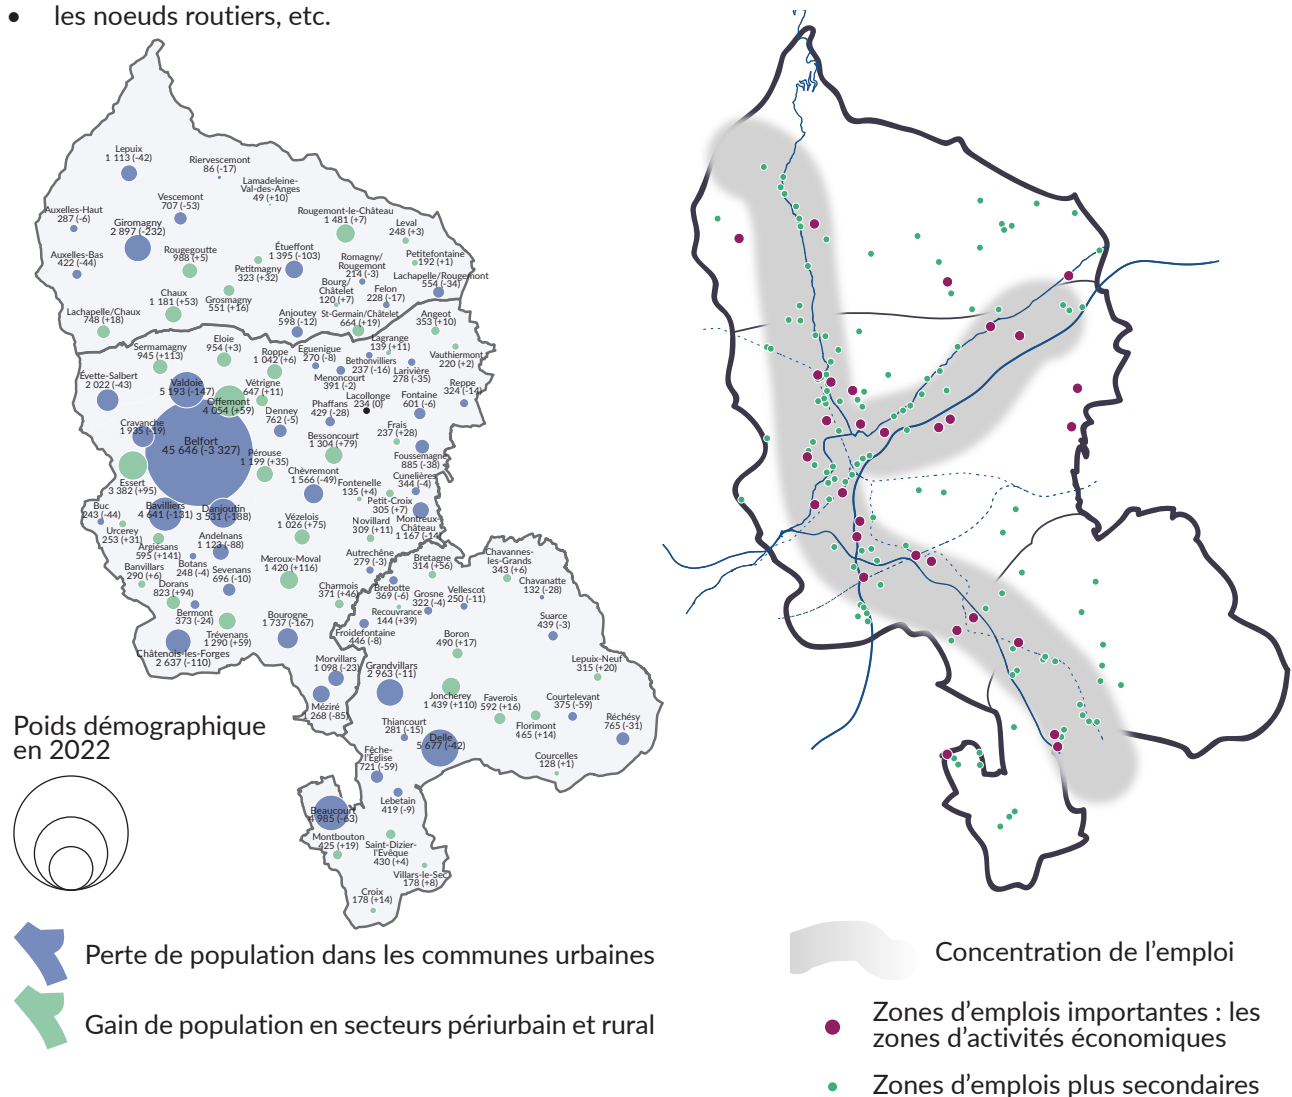 • les noeuds routiers, etc.
Lepuix
1 113 (-42)
Riervescemont
86 (-17)
Lamadeleine-
Val-des-Anges
49 (+10)
Vescemont
707 (-53)
Auxelles-Haut
287 (-6)
Giromagny
2 897 (-232)
Rougemont-le-Château
1 481 (+7)
Leval
248 (+3)
Auxelles-Bas
422 (-44)
Rougegoutte
988 (+5)
Étueffont
1 395 (-103)
Petitmagny
323 (+32)
Romagny/
Rougemont
214 (-3)
Petitefontaine
192 (+1)
Lachapelle/Rougemont
554 (-34)
Bourg/
Châtelet
120 (+7)
Felon
228 (-17)
Chaux
1 181 (+53)
Grosmagny
551 (+16)
Lachapelle/Chaux
748 (+18)
Anjoutey
598 (-12)
St-Germain/Châtelet
664 (+19)
Angeot
353 (+10)
Sermamagny
945 (+113)
Eloie
954 (+3)
Roppe
1 042 (+6)
Eguenigue
270 (-8)
Lagrange
139 (+11)
Bethonvilliers
237 (-16)
Vauthiermont
220 (+2)
Larivière
278 (-35)
Évette-Salbert
2 022 (-43)
Valdoie
5 193 (-147)
Vétrigne
647 (+11)
Menoncourt
391 (-2)
Reppe
324 (-14)
Offemont
4 054 (+59)
Lacollonge
234 (0)
Fontaine
601 (-6)
Phaffans
429 (-28)
Denney
762 (-5)
Cravanche
1 935 (-19)
Belfort
45 646 (-3 327)
Bessoncourt
1 304 (+79)
Frais
237 (+28)
Pérouse
1 199 (+35)
Foussemagne
885 (-38)
Essert
3 382 (+95)
Chèvremont
1 566 (-49)
Fontenelle
135 (+4)
Cunelières
344 (-4)
Petit-Croix
305 (+7)
Buc
243 (-44)
Bavilliers
4 641 (-131)
Danjoutin
3 531 (-188)
Vézelois
1 026 (+75)
Novillard
309 (+11)
Montreux-
Château
1 167 (-14)
Urcerey
253 (+31)
Argiésans
595 (+141)
Andelnans
1 123 (-88)
Banvillars
290 (+6)
Botans
248 (-4)
Sevenans
696 (-10)
Meroux-Moval
1 420 (+116)
Autrechêne
279 (-3)
Bretagne
314 (+56)
Chavannes-
les-Grands
343 (+6)
Dorans
823 (+94)
Charmois
371 (+46)
Brebotte
369 (-6)
Grosne
322 (-4)
Vellescot
250 (-11)
Chavanatte
132 (-28)
Bermont
373 (-24)
Trévenans
1 290 (+59)
Bourogne
1 737 (-167)
Recouvrance
144 (+39)
Froidefontaine
446 (-8)
Suarce
439 (-3)
Boron
490 (+17)
Châtenois-les-Forges
2 637 (-110)
Morvillars
1 098 (-23)
Grandvillars
2 963 (-11)
Lepuix-Neuf
315 (+20)
Méziré
1 268 (-85)
Joncherey
1 439 (+110)
Faverois
592 (+16)
Courtelevant
375 (-59)
Florimont
465 (+14)
Réchésy
765 (-31)
Thiancourt
281 (-15)
Delle
5 677 (-42)
Fêche-
l'Église
721 (-59)
Courcelles
128 (+1)
Lebetain
419 (-9)
Beaucourt
4 985 (-63)
Montbouton
425 (+19)
Saint-Dizier-
l'Evêque
430 (+4)
Villars-le-Sec
178 (+8)
Croix
178 (+14)
Poids démographique
en 2022
Perte de population dans les communes urbaines
Gain de population en secteurs périurbain et rural
Concentration de l'emploi
Zones d'emplois importantes : les
zones d'activités économiques
Zones d'emplois plus secondaires